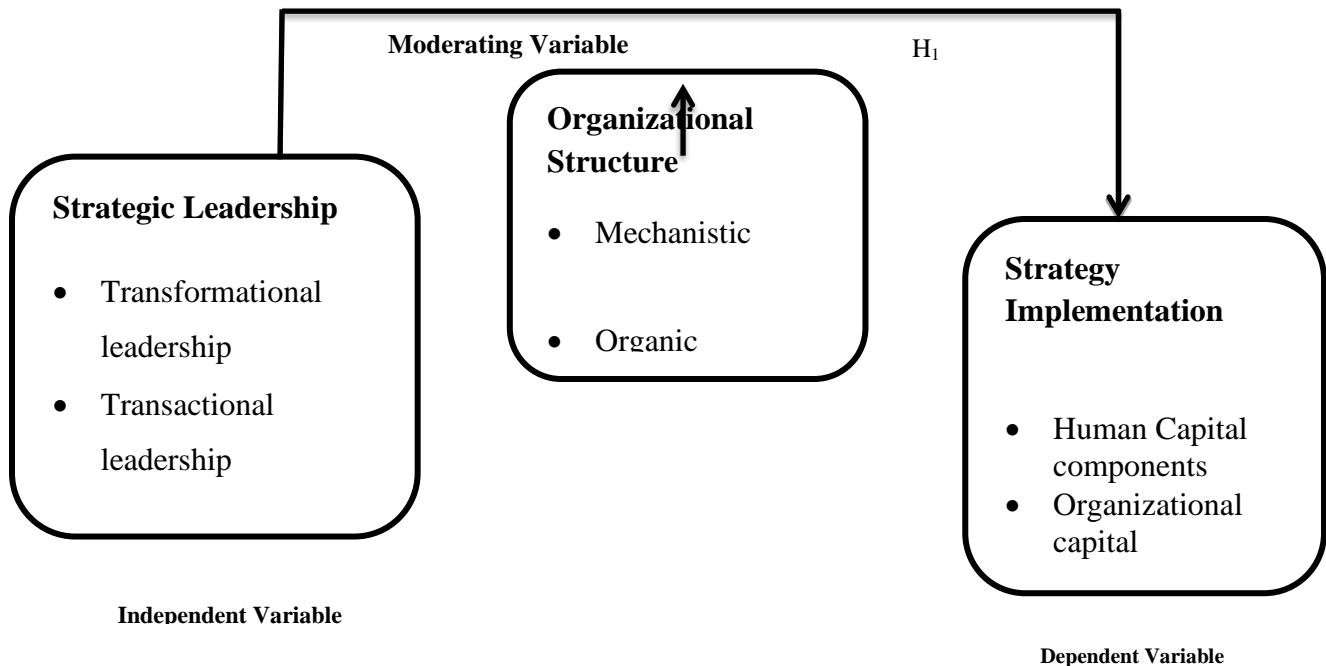 Moderating Variable
H₁
Organizational
Structure
• Mechanistic
• Organic
Strategic Leadership
• Transformational
leadership
• Transactional
leadership
Strategy
Implementation
• Human Capital
components
• Organizational
capital
Independent Variable
Dependent Variable